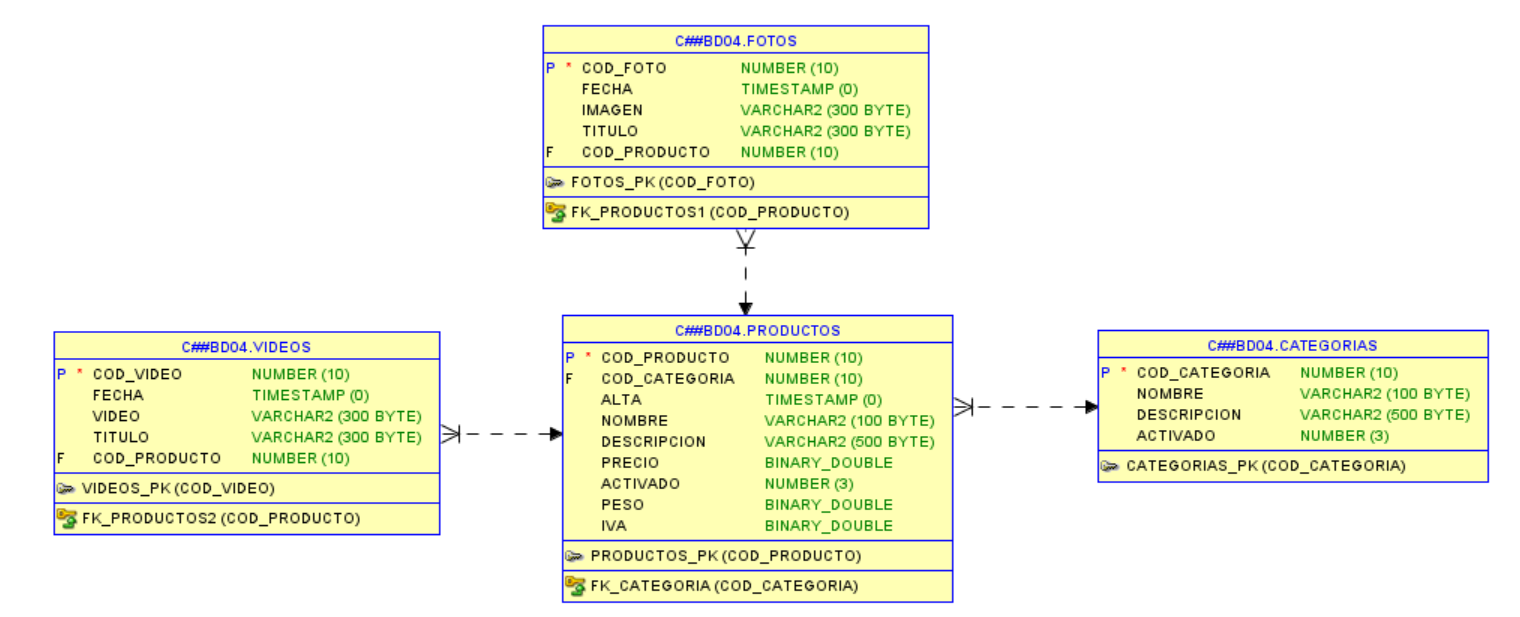 C##BD04.FOTOS
P * COD_FOTO NUMBER (10)
FECHA TIMESTAMP (0)
IMAGEN VARCHAR2 (300 BYTE)
TITULO VARCHAR2 (300 BYTE)
F COD_PRODUCTO NUMBER (10)
FOTOS_PK (COD_FOTO)
FK_PRODUCTOS1 (COD_PRODUCTO)
C##BD04.VIDEOS
P * COD_VIDEO NUMBER (10)
FECHA TIMESTAMP (0)
VIDEO VARCHAR2 (300 BYTE)
TITULO VARCHAR2 (300 BYTE)
F COD_PRODUCTO NUMBER (10)
VIDEOS_PK (COD_VIDEO)
FK_PRODUCTOS2 (COD_PRODUCTO)
C##BD04.PRODUCTOS
P * COD_PRODUCTO NUMBER (10)
F COD_CATEGORIA NUMBER (10)
ALTA TIMESTAMP (0)
NOMBRE VARCHAR2 (100 BYTE)
DESCRIPCION VARCHAR2 (500 BYTE)
PRECIO BINARY_DOUBLE
ACTIVADO NUMBER (3)
PESO BINARY_DOUBLE
IVA BINARY_DOUBLE
PRODUCTOS_PK (COD_PRODUCTO)
FK_CATEGORIA (COD_CATEGORIA)
C##BD04.CATEGORIAS
P * COD_CATEGORIA NUMBER (10)
NOMBRE VARCHAR2 (100 BYTE)
DESCRIPCION VARCHAR2 (500 BYTE)
ACTIVADO NUMBER (3)
CATEGORIAS_PK (COD_CATEGORIA)